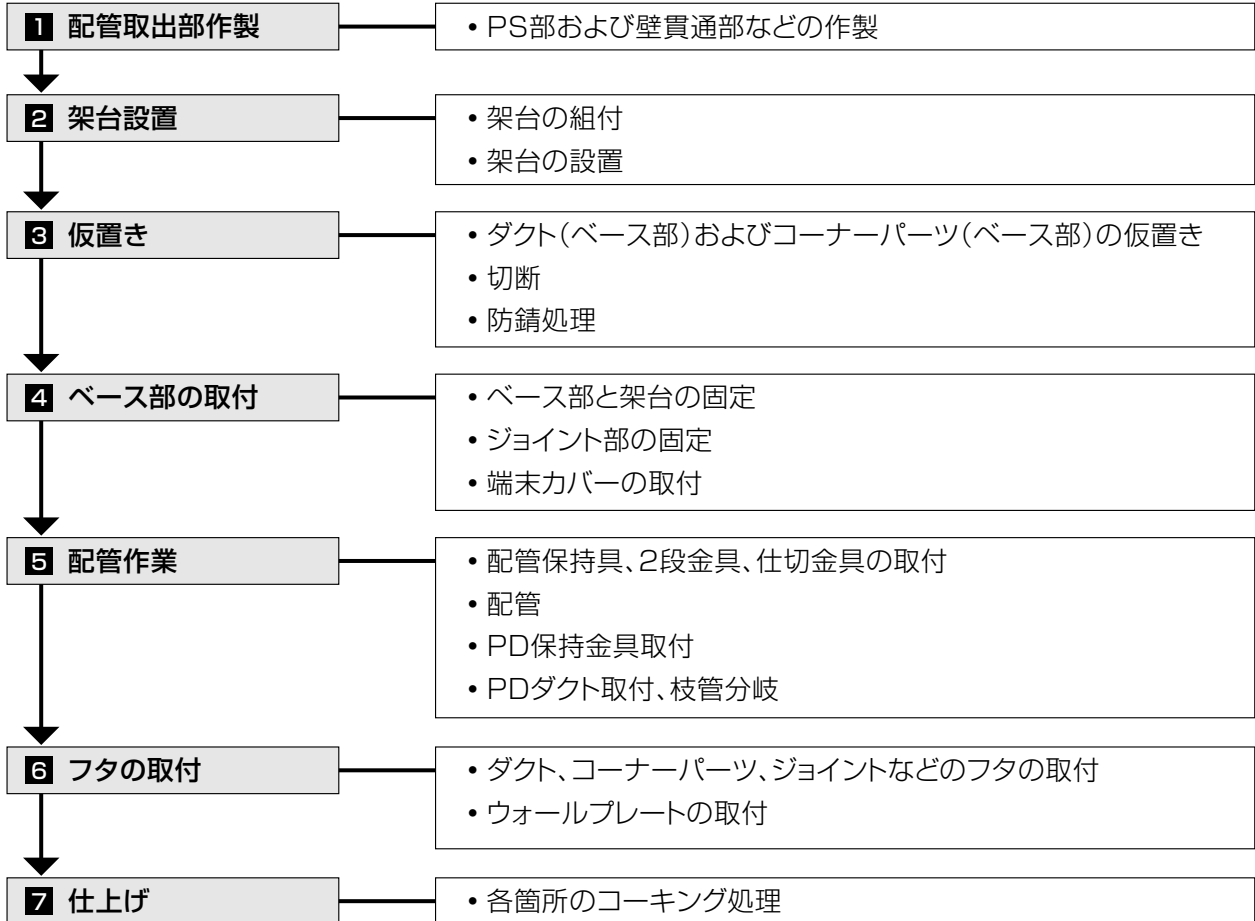 1 配管取出部作製
• PS部および壁貫通部などの作製
2 架台設置
• 架台の組付
• 架台の設置
3 仮置き
• ダクト(ベース部)およびコーナーパーツ(ベース部)の仮置き
• 切断
• 防錆処理
4 ベース部の取付
• ベース部と架台の固定
• ジョイント部の固定
• 端末カバーの取付
5 配管作業
• 配管保持具、2段金具、仕切金具の取付
• 配管
• PD保持金具取付
• PDダクト取付、枝管分岐
6 フタの取付
• ダクト、コーナーパーツ、ジョイントなどのフタの取付
• ウォールプレートの取付
7 仕上げ
• 各箇所のコーキング処理